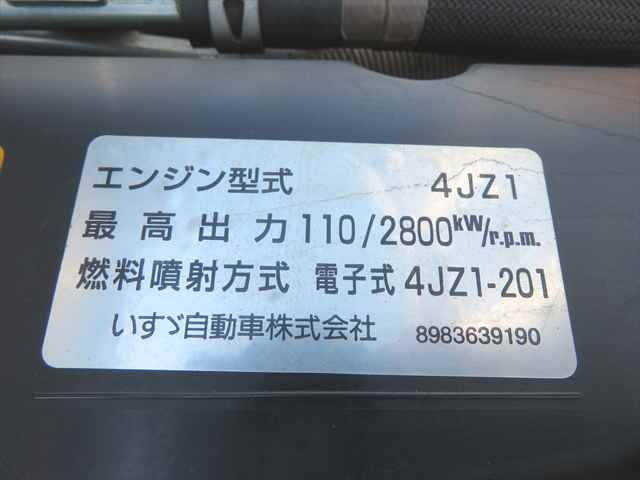 エンジン型式 4JZ1
最高出力 110/2800kW/r.p.m.
燃料噴射方式 電子式 4JZ1-201
いすゞ自動車株式会社 8983639190